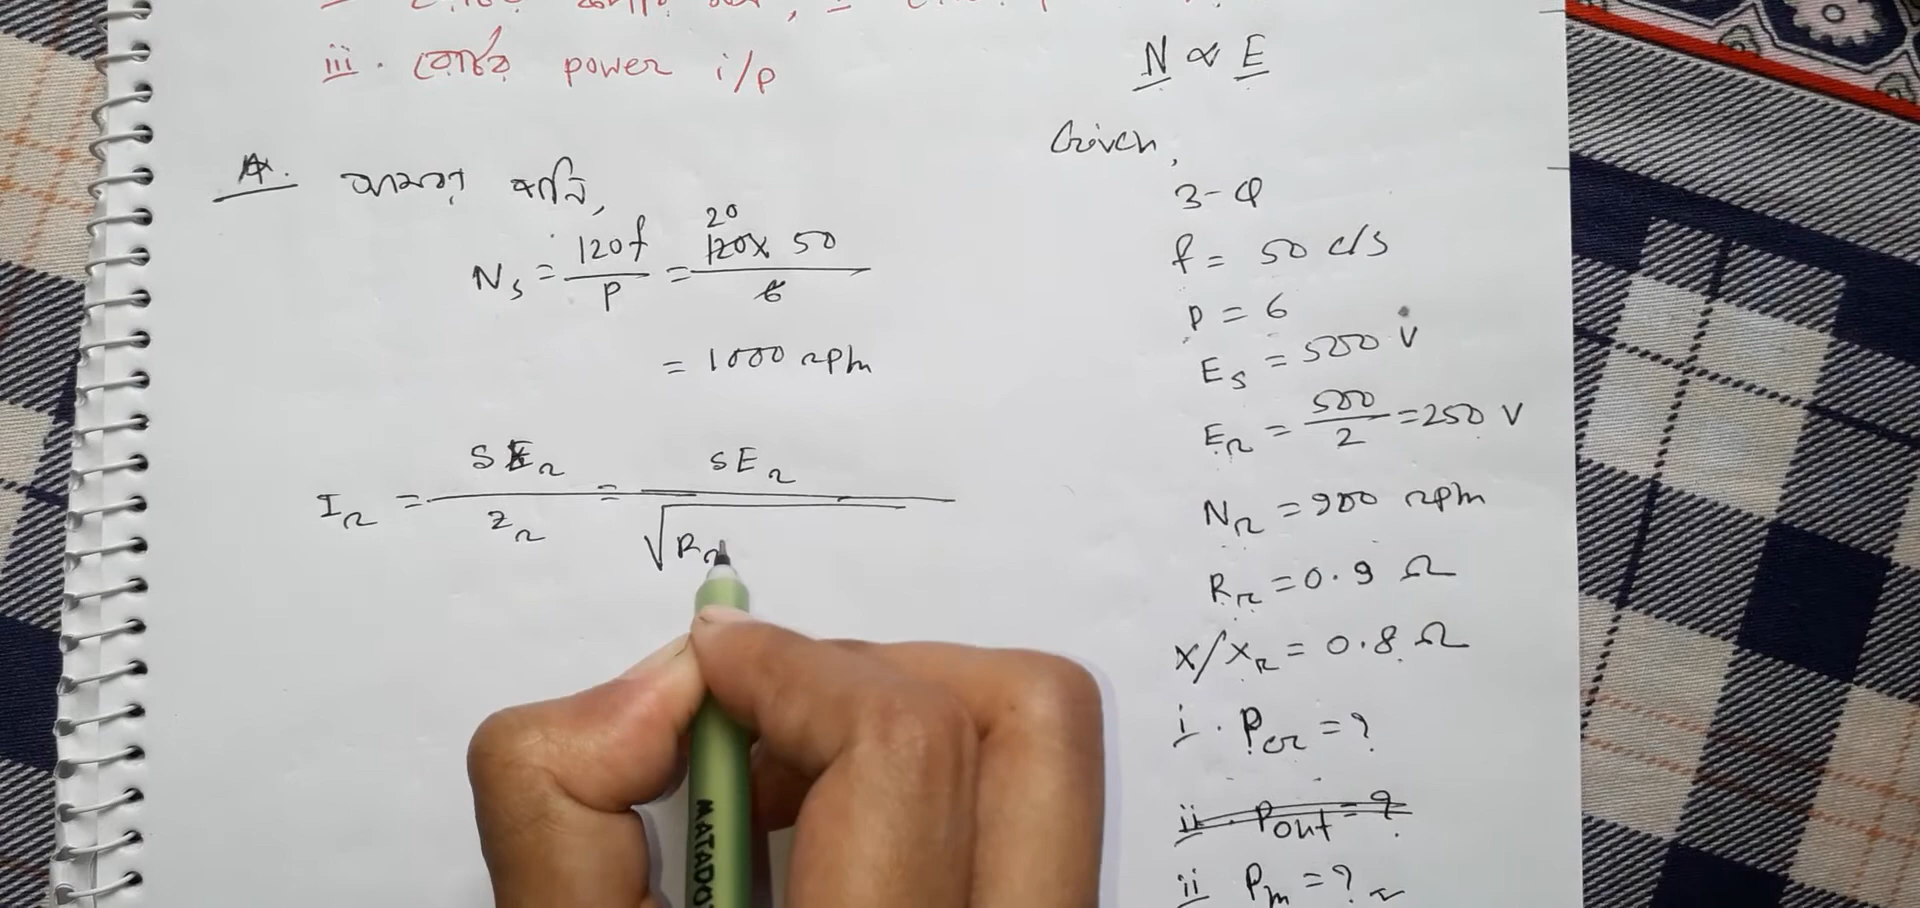 iii. রোটর power i/p
N ∝ E
Given,
A. আমরা জানি,
3-φ
20
Ns = 120f / P = 120 x 50 / 6
f = 50 c/s
P = 6
= 1000 rpm
Es = 500 V
Er = 500 / 2 = 250 V
Ir = SEr / Zr = SEr / √Rr
Nr = 900 rpm
Rr = 0.9 Ω
X/Xr = 0.8 Ω
i. Pcr = ?
ii. Pout = ?
ii Pm = ?
MATADO